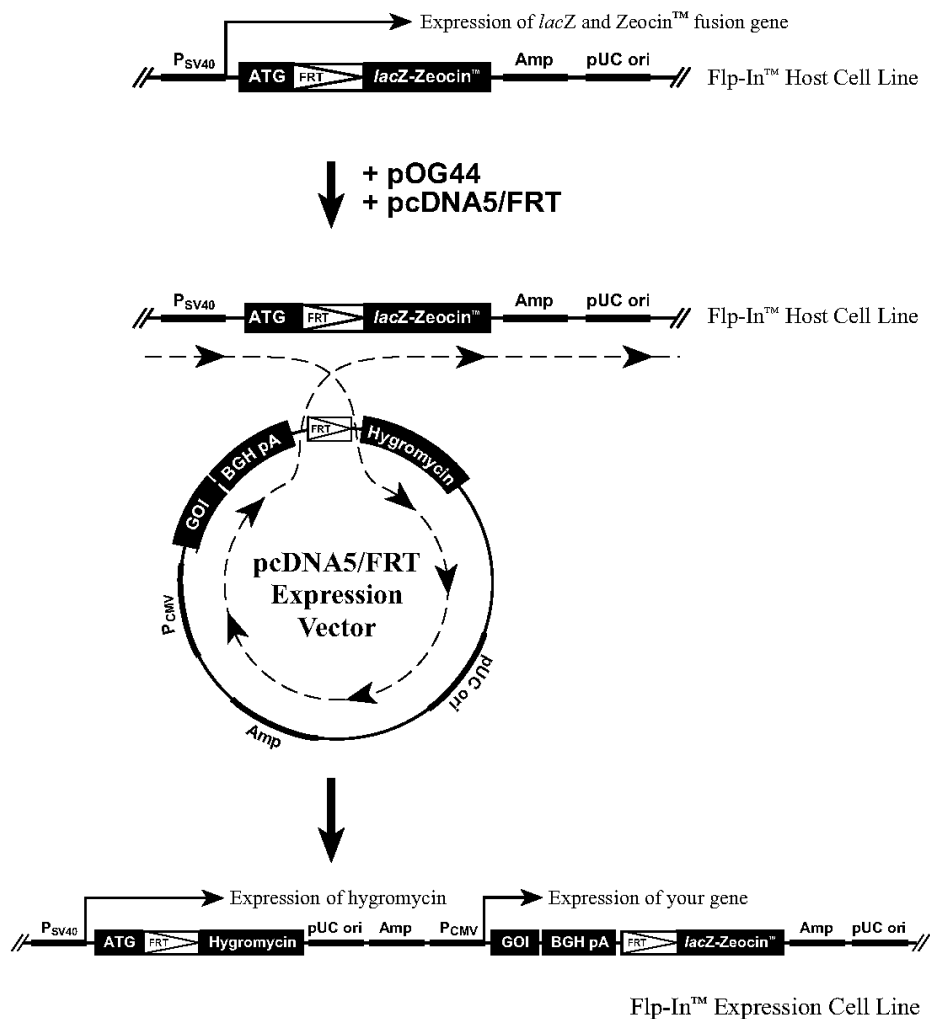 Expression of lacZ and Zeocin™ fusion gene
PSV40
ATG
FRT
lacZ-Zeocin™
Amp
pUC ori
Flp-In™ Host Cell Line
+ pOG44
+ pcDNA5/FRT
PSV40
ATG
FRT
lacZ-Zeocin™
Amp
pUC ori
Flp-In™ Host Cell Line
FRT
BGH pA
Hygromycin
GOI
pcDNA5/FRT
Expression
Vector
PCMV
pUC ori
Amp
Expression of hygromycin
Expression of your gene
PSV40
ATG
FRT
Hygromycin
pUC ori
Amp
PCMV
GOI
BGH pA
FRT
lacZ-Zeocin™
Amp
pUC ori
Flp-In™ Expression Cell Line